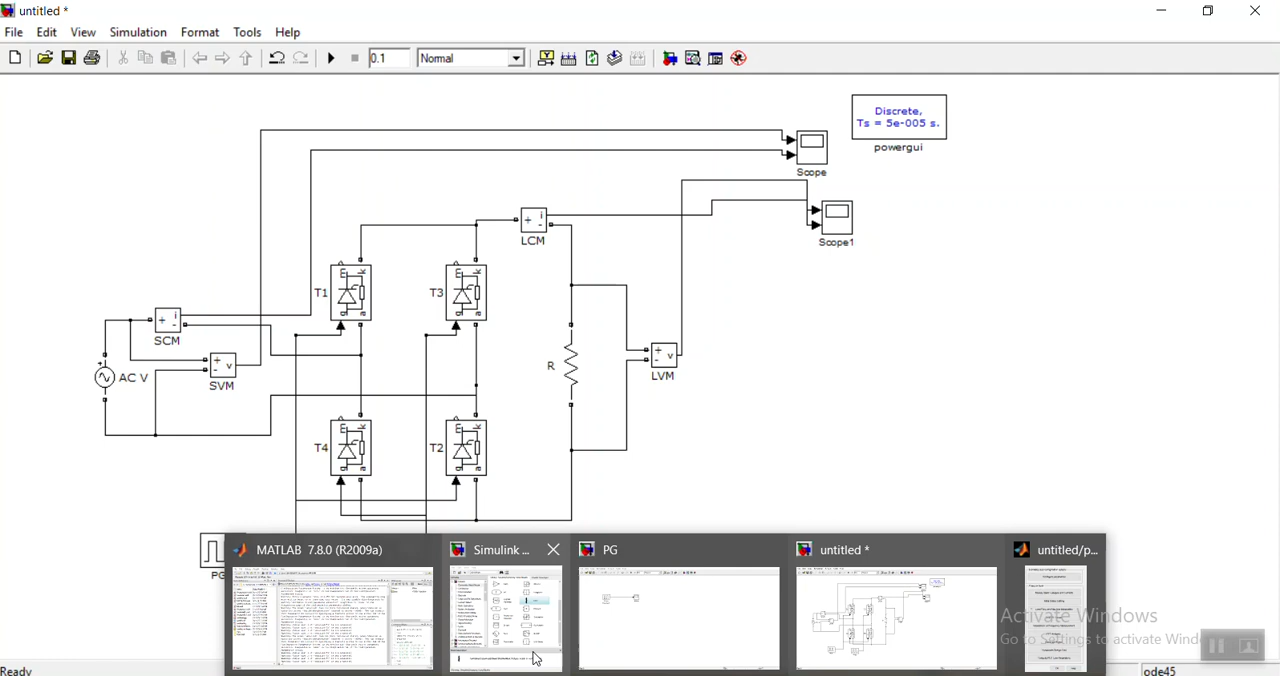 untitled *
File Edit View Simulation Format Tools Help
0.1 Normal
Discrete,
Ts = 5e-005 s.
powergui
Scope
i
+
-
LCM
Scope1
m k
T1
g a
m k
T3
g a
i
+
-
SCM
+
-
v
SVM
AC V
R
+
-
v
LVM
m k
T4
g a
m k
T2
g a
PG
MATLAB 7.8.0 (R2009a)
Simulink ...
PG
untitled *
untitled/p...
Activate Windows
Go to Settings to activate Wind
Ready
ode45